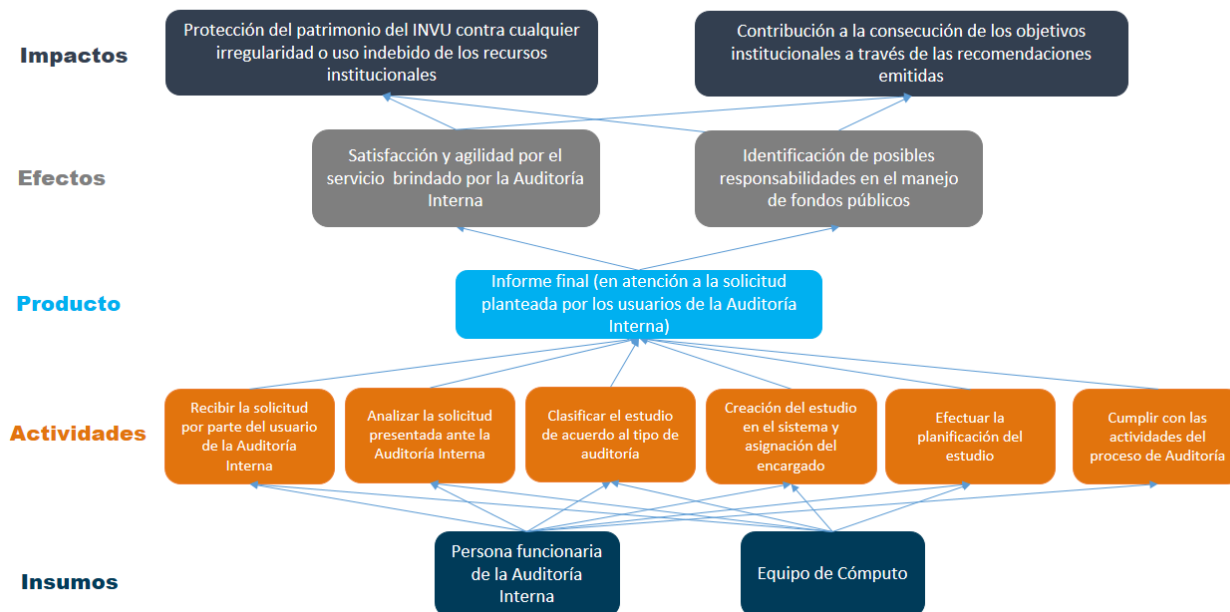 Impactos
Protección del patrimonio del INVU contra cualquier
irregularidad o uso indebido de los recursos
institucionales
Contribución a la consecución de los objetivos
institucionales a través de las recomendaciones
emitidas
Efectos
Satisfacción y agilidad por el
servicio brindado por la Auditoría
Interna
Identificación de posibles
responsabilidades en el manejo
de fondos públicos
Producto
Informe final (en atención a la solicitud
planteada por los usuarios de la Auditoría
Interna)
Actividades
Recibir la solicitud
por parte del usuario
de la Auditoría
Interna
Analizar la solicitud
presentada ante la
Auditoría Interna
Clasificar el estudio
de acuerdo al tipo de
auditoría
Creación del estudio
en el sistema y
asignación del
encargado
Efectuar la
planificación del
estudio
Cumplir con las
actividades del
proceso de Auditoría
Insumos
Persona funcionaria
de la Auditoría
Interna
Equipo de Cómputo